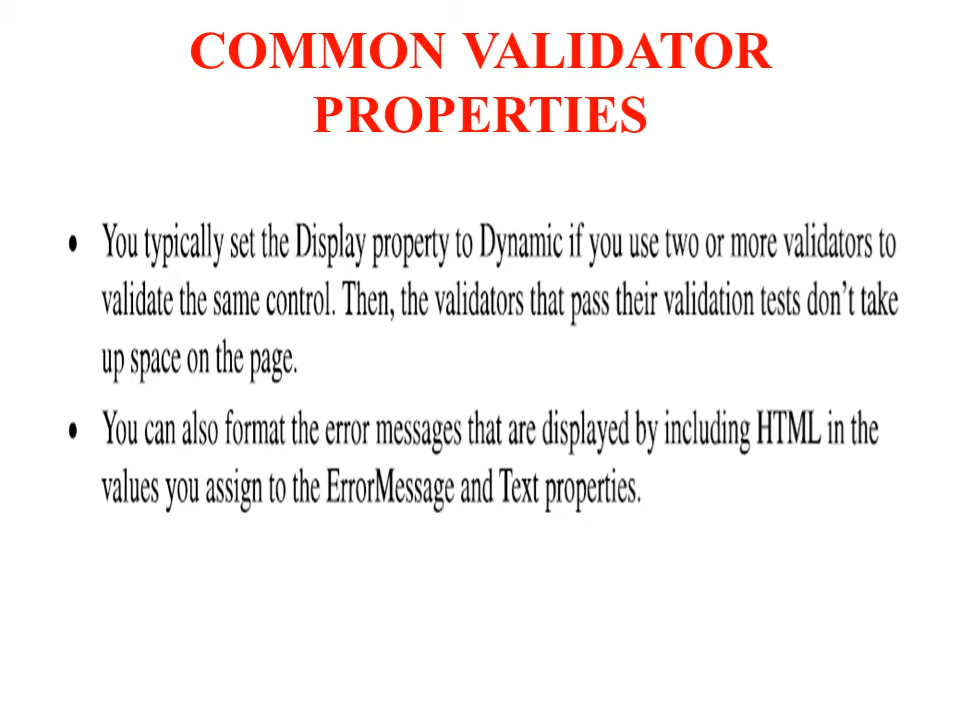 COMMON VALIDATOR
PROPERTIES
• You typically set the Display property to Dynamic if you use two or more validators to
validate the same control. Then, the validators that pass their validation tests don’t take
up space on the page.
• You can also format the error messages that are displayed by including HTML in the
values you assign to the ErrorMessage and Text properties.